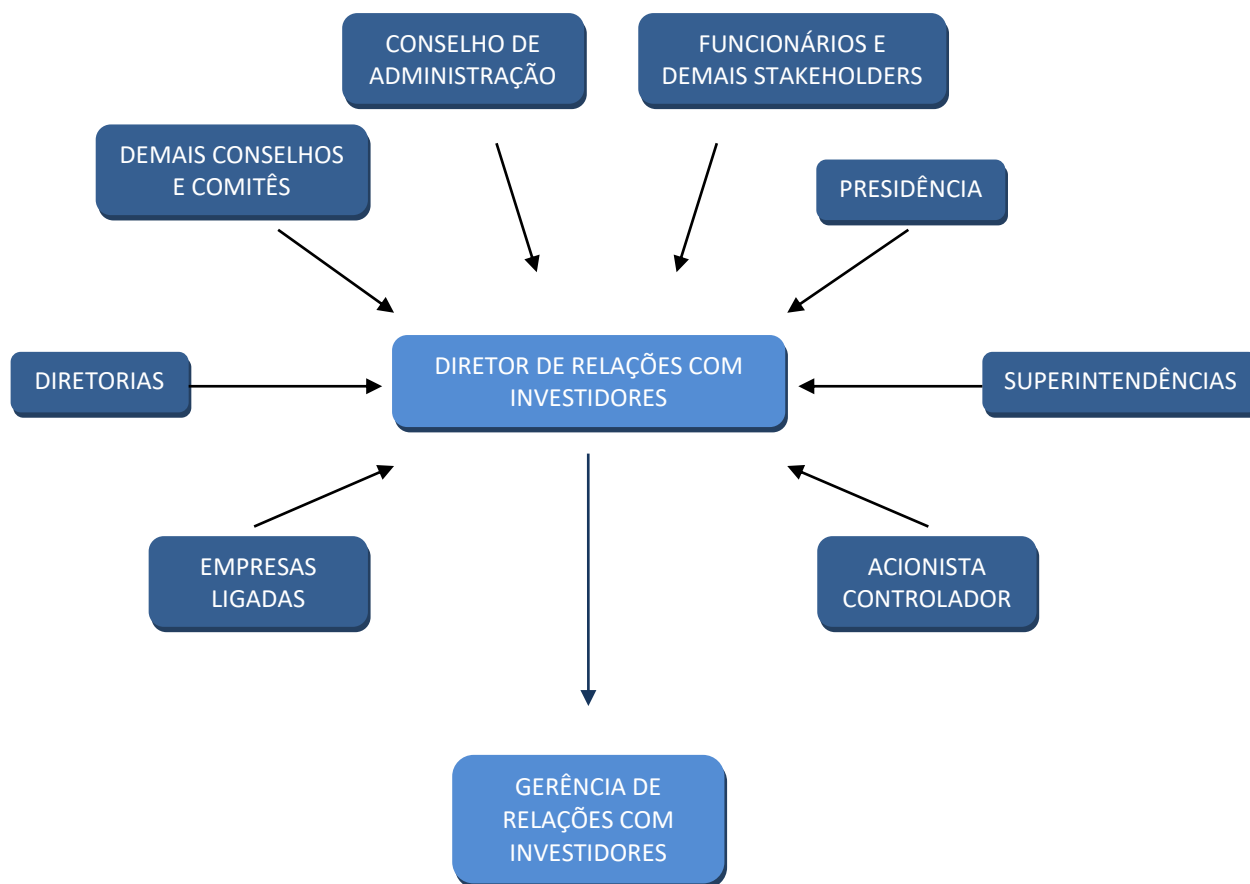 CONSELHO DE
ADMINISTRAÇÃO
FUNCIONÁRIOS E
DEMAIS STAKEHOLDERS
DEMAIS CONSELHOS
E COMITÊS
PRESIDÊNCIA
DIRETORIAS
DIRETOR DE RELAÇÕES COM
INVESTIDORES
SUPERINTENDÊNCIAS
EMPRESAS
LIGADAS
ACIONISTA
CONTROLADOR
GERÊNCIA DE
RELAÇÕES COM
INVESTIDORES